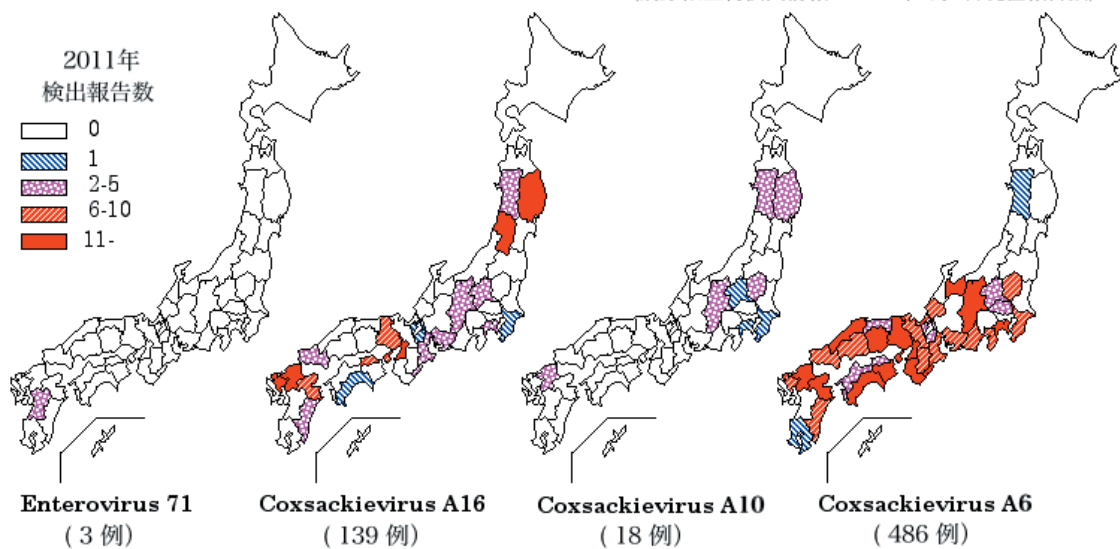 2011年
検出報告数
0
1
2-5
6-10
11-
Enterovirus 71
( 3 例)
Coxsackievirus A16
( 139 例)
Coxsackievirus A10
( 18 例)
Coxsackievirus A6
( 486 例)